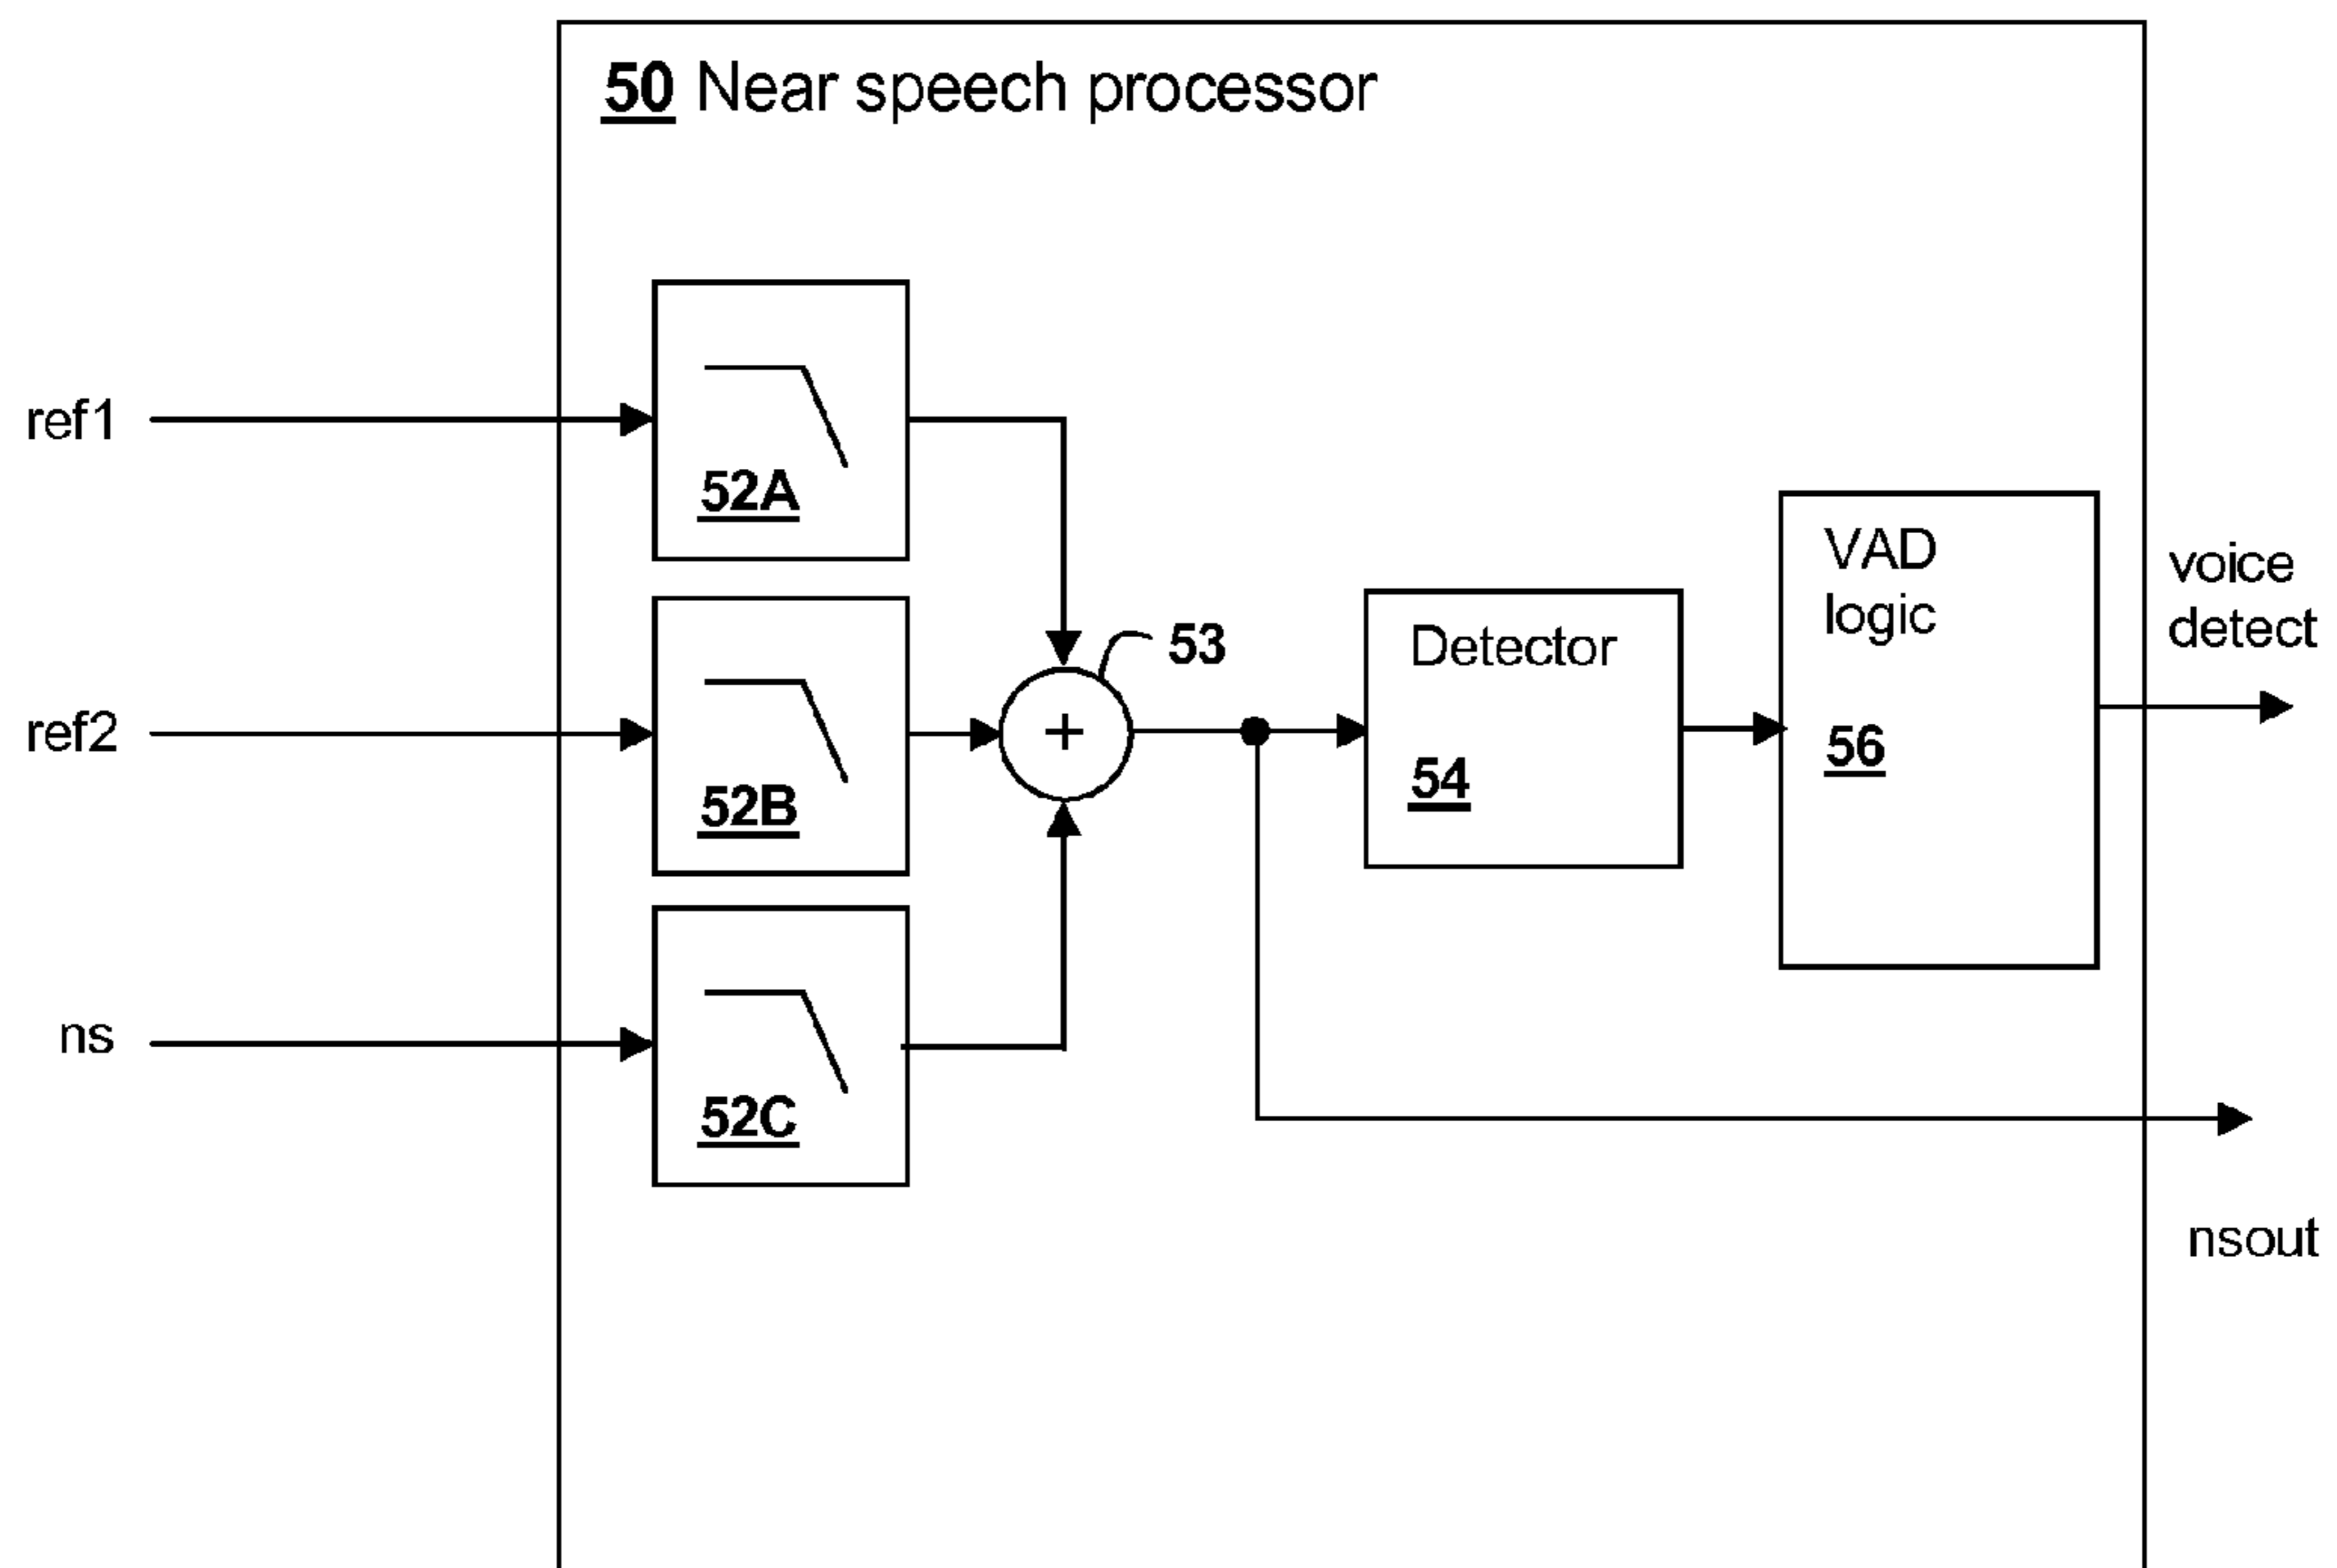 50 Near speech processor
ref1
52A
ref2
52B
+
53
Detector
54
VAD
logic
56
voice
detect
ns
52C
nsout